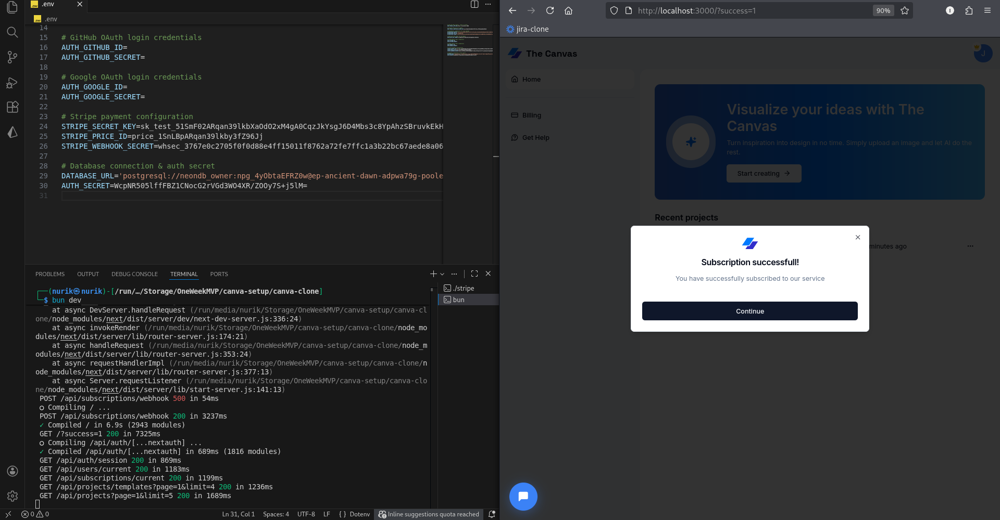 .env
.env
14
15 # GitHub OAuth login credentials
16 AUTH_GITHUB_ID=
17 AUTH_GITHUB_SECRET=
18
19 # Google OAuth login credentials
20 AUTH_GOOGLE_ID=
21 AUTH_GOOGLE_SECRET=
22
23 # Stripe payment configuration
24 STRIPE_SECRET_KEY=sk_test_51SmF02ARqan39lkbXaOdO2xM4gA0CqzJkYsgJ6D4Mbs3c8YpAhzSBruvkEkH
25 STRIPE_PRICE_ID=price_1SnLBpARqan39lkby3fZ96Jj
26 STRIPE_WEBHOOK_SECRET=whsec_3767e0c2705f0f0d88e4ff15011f8762a72fe7ffc1a3b22bc67aede8a06
27
28 # Database connection & auth secret
29 DATABASE_URL='postgresql://neondb_owner:npg_4yObtaEFRZ0w@ep-ancient-dawn-adpwa79g-poole
30 AUTH_SECRET=WcpNR505lffFBZ1CNocG2rVGd3WO4XR/ZOOy7S+j5lM=
31
PROBLEMS OUTPUT DEBUG CONSOLE TERMINAL PORTS
./stripe
bun
(nurik㉿nurik)-[/run/…/Storage/OneWeekMVP/canva-setup/canva-clone]
$ bun dev
at async DevServer.handleRequest (/run/media/nurik/Storage/OneWeekMVP/canva-setup/canva-cl
one/node_modules/next/dist/server/dev/next-dev-server.js:336:24)
at async invokeRender (/run/media/nurik/Storage/OneWeekMVP/canva-setup/canva-clone/node_mo
dules/next/dist/server/lib/router-server.js:174:21)
at async handleRequest (/run/media/nurik/Storage/OneWeekMVP/canva-setup/canva-clone/node_m
odules/next/dist/server/lib/router-server.js:353:24)
at async requestHandlerImpl (/run/media/nurik/Storage/OneWeekMVP/canva-setup/canva-clone/n
ode_modules/next/dist/server/lib/router-server.js:377:13)
at async Server.requestListener (/run/media/nurik/Storage/OneWeekMVP/canva-setup/canva-clo
ne/node_modules/next/dist/server/lib/start-server.js:141:13)
POST /api/subscriptions/webhook 500 in 54ms
○ Compiling / ...
POST /api/subscriptions/webhook 200 in 3237ms
✓ Compiled / in 6.9s (2943 modules)
GET /?success=1 200 in 7325ms
○ Compiling /api/auth/[...nextauth] ...
✓ Compiled /api/auth/[...nextauth] in 689ms (1816 modules)
GET /api/auth/session 200 in 869ms
GET /api/users/current 200 in 1183ms
GET /api/subscriptions/current 200 in 1199ms
GET /api/projects/templates?page=1&limit=4 200 in 1236ms
GET /api/projects?page=1&limit=5 200 in 1689ms
0 0 Ln 31, Col 1 Spaces: 4 UTF-8 LF { } Dotenv Inline suggestions quota reached
http://localhost:3000/?success=1 90%
jira-clone
The Canvas
J
Home
Billing
Get Help
Visualize your ideas with The
Canvas
Turn inspiration into design in no time. Simply upload an image and let AI do the
rest.
Start creating
Recent projects
minutes ago
Subscription successfull!
You have successfully subscribed to our service
Continue